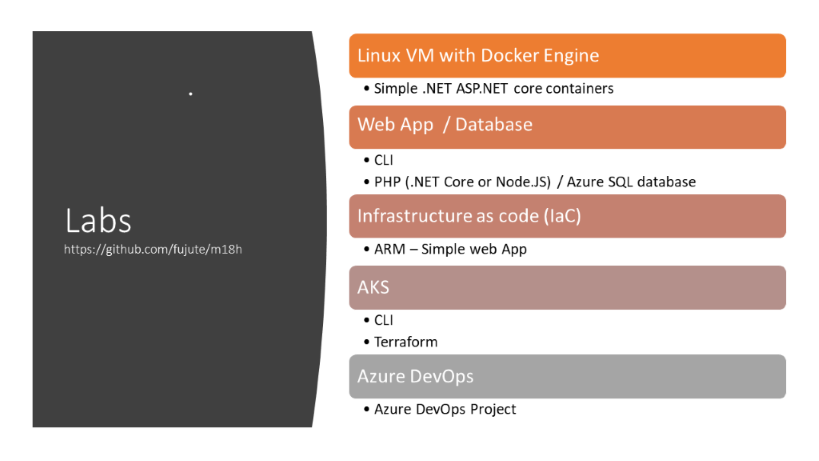 Labs
https://github.com/fujute/m18h
Linux VM with Docker Engine
• Simple .NET ASP.NET core containers
Web App / Database
• CLI
• PHP (.NET Core or Node.JS) / Azure SQL database
Infrastructure as code (IaC)
• ARM – Simple web App
AKS
• CLI
• Terraform
Azure DevOps
• Azure DevOps Project